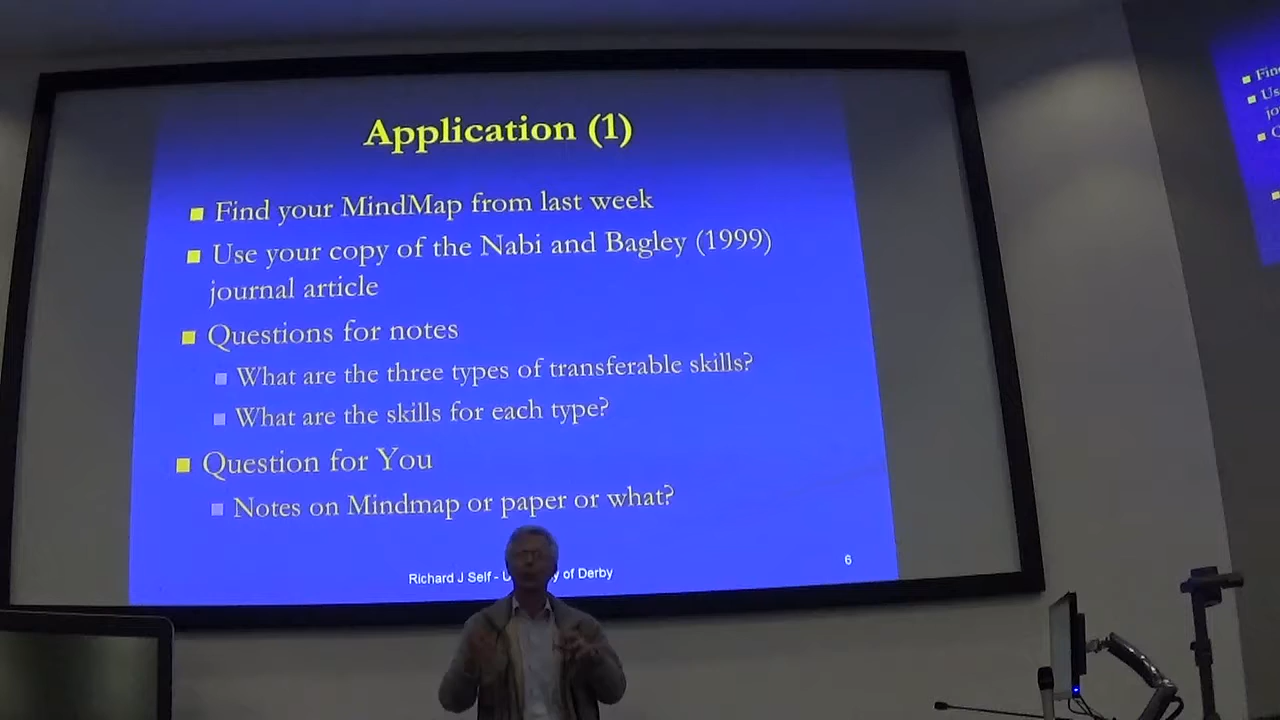 Application (1)
Find your MindMap from last week
Use your copy of the Nabi and Bagley (1999)
journal article
Questions for notes
What are the three types of transferable skills?
What are the skills for each type?
Question for You
Notes on Mindmap or paper or what?
Richard J Self - of Derby
6